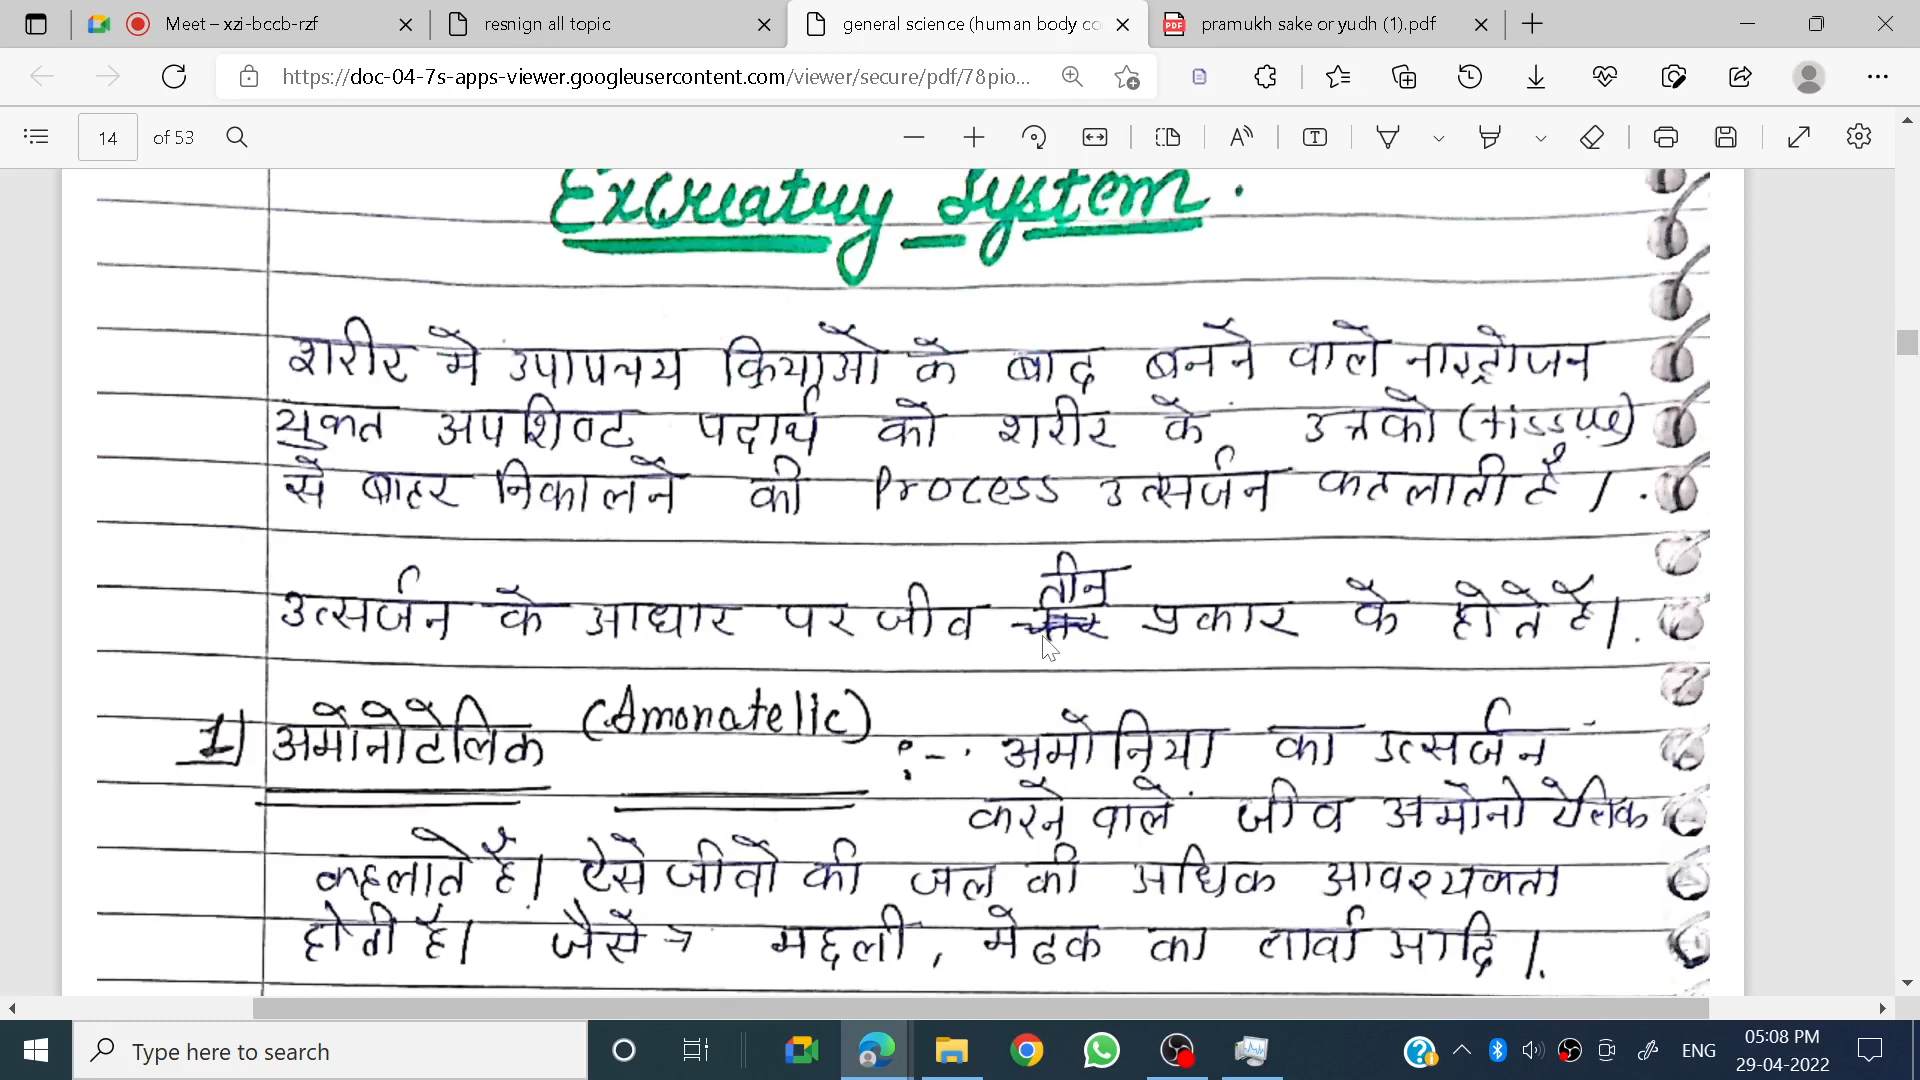 Meet – xzi-bccb-rzf
resnign all topic
general science (human body co
pramukh sake or yudh (1).pdf
https://doc-04-7s-apps-viewer.googleusercontent.com/viewer/secure/pdf/78pio...
14 of 53
Excreatuy System.
शरीर में उपापचय क्रियाओं के बाद बनने वाले नाइट्रोजन
युक्त अपशिष्ट पदार्थ को शरीर के उत्तको (tissue)
से बाहर निकालने की Process उत्सर्जन कहलाती है।
तीन
उत्सर्जन के आधार पर जीव चार प्रकार के होते है।
1) अमोनोटेलिक (Amonatelic) :- अमोनिया का उत्सर्जन
करने वाले जीव अमोनोटेलिक
कहलाते है। ऐसे जीवो की जल की अधिक आवश्यकता
होती है। जैसे → मछली, मेढक का लार्वा आदि।
Type here to search
ENG
05:08 PM
29-04-2022